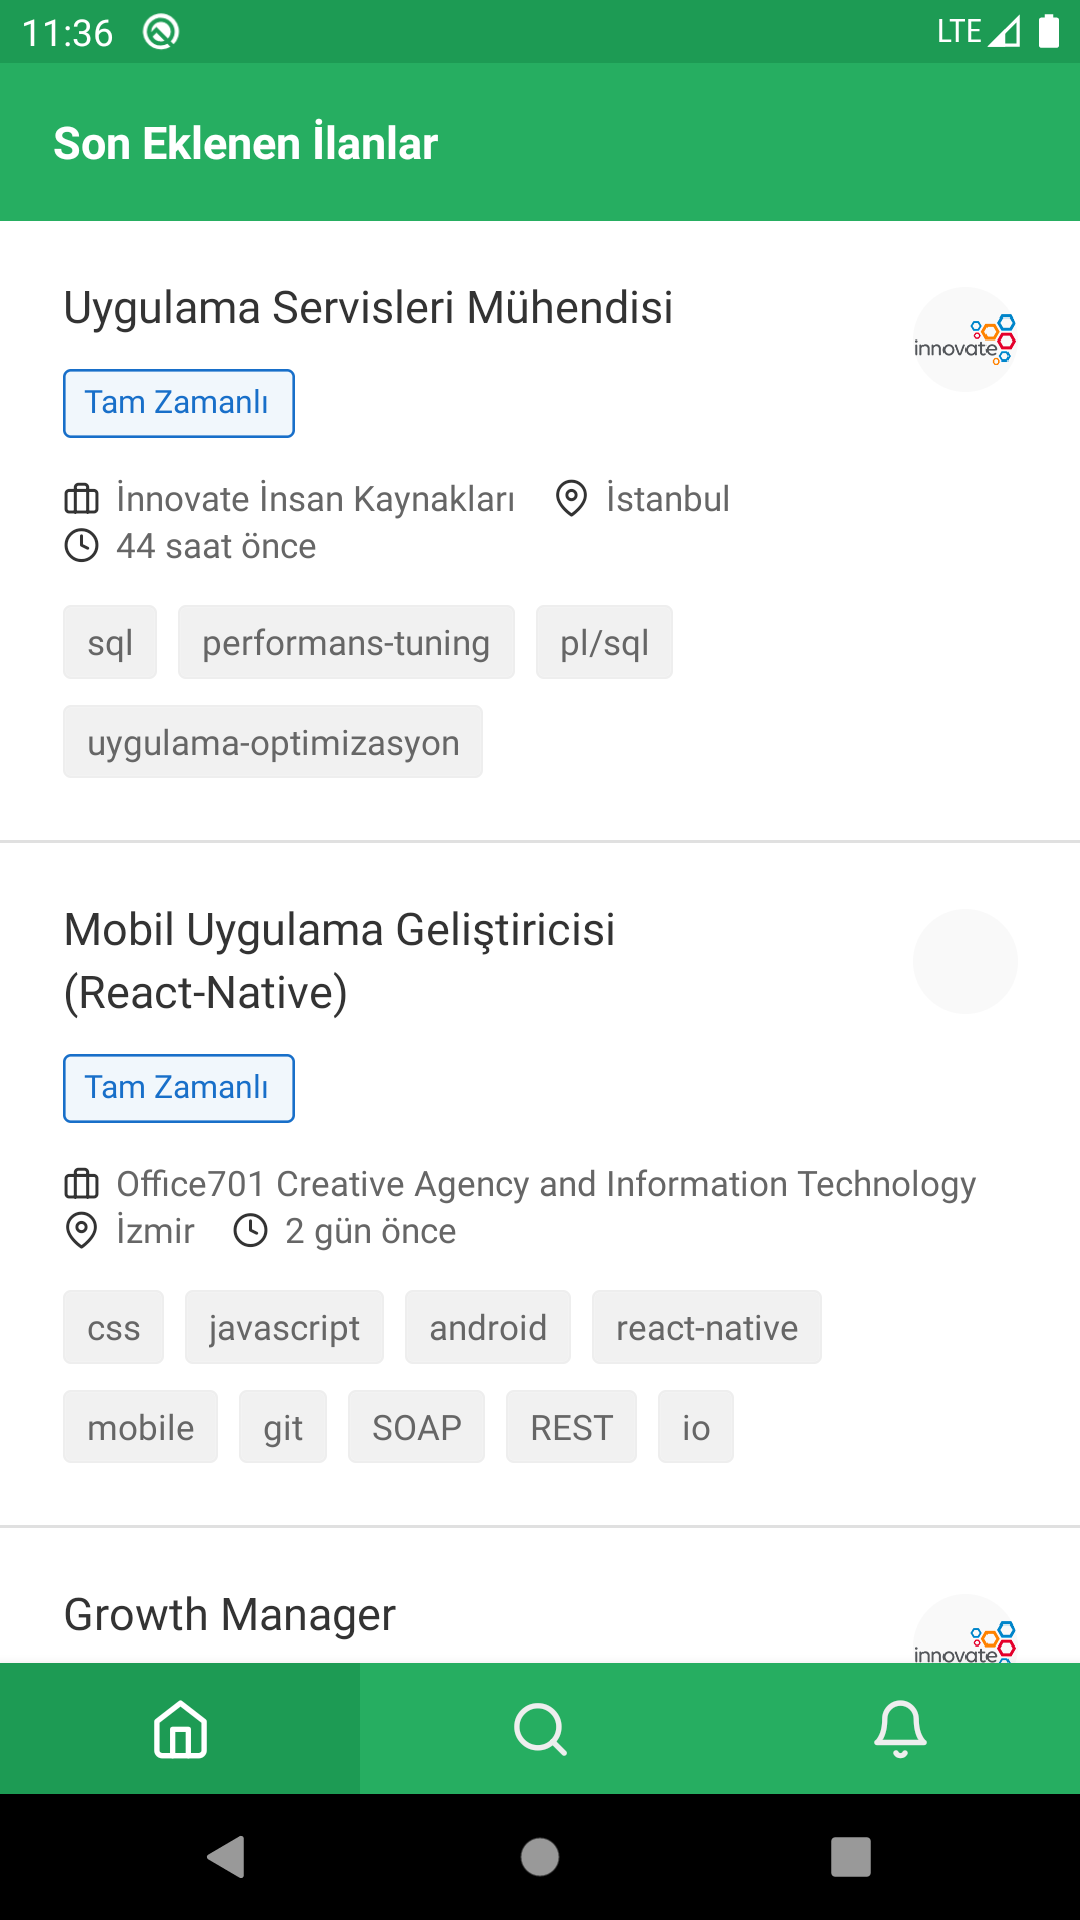 11:36
LTE
Son Eklenen İlanlar
Uygulama Servisleri Mühendisi
innovate
Tam Zamanlı
İnnovate İnsan Kaynakları İstanbul
44 saat önce
sql performans-tuning pl/sql
uygulama-optimizasyon
Mobil Uygulama Geliştiricisi
(React-Native)
Tam Zamanlı
Office701 Creative Agency and Information Technology
İzmir 2 gün önce
css javascript android react-native
mobile git SOAP REST io
Growth Manager
innovate